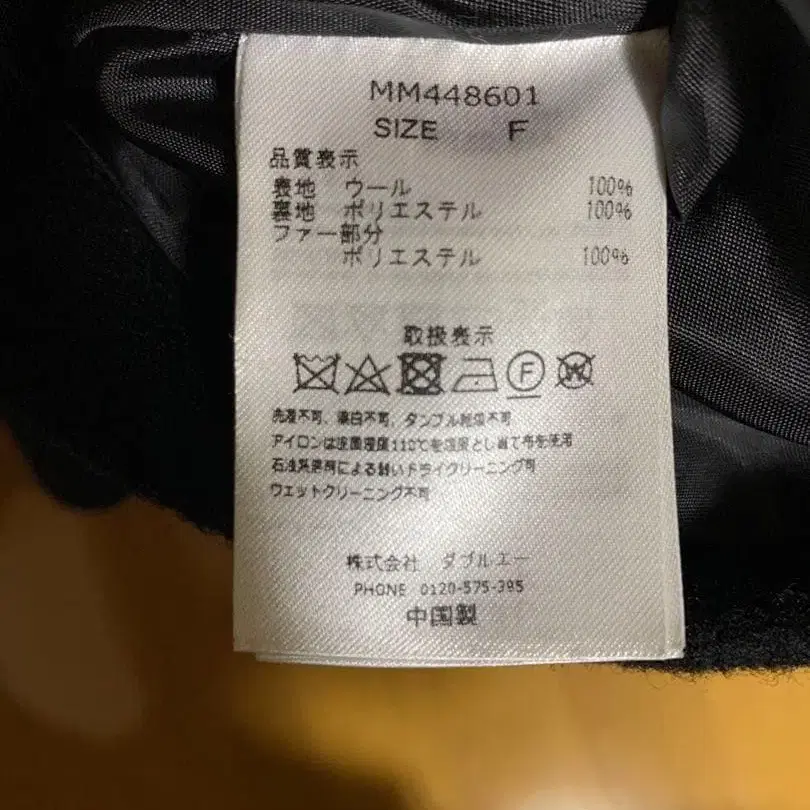 MM448601
SIZE F
品質表示
表地 ウール 100%
裏地 ポリエステル 100%
ファー部分
ポリエステル 100%
取扱表示
F
W
洗濯不可、漂白不可、タンブル乾燥不可
アイロンは底面温度110℃を限度とし当て布を使用
石油系溶剤による弱いドライクリーニング可
ウェットクリーニング不可
株式会社 ダブルエー
PHONE 0120-575-395
中国製